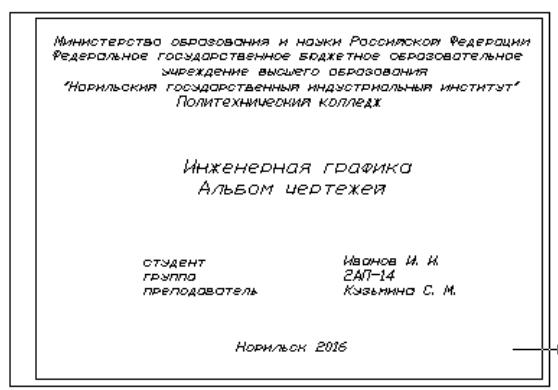 Министерство образования и науки Российской Федерации
Федеральное государственное бюджетное образовательное
учреждение высшего образования
"Норильский государственный индустриальный институт"
Политехнический колледж
Инженерная графика
Альбом чертежей
студент Иванов И. И.
группа 2АП-14
преподаватель Кузьмина С. М.
Норильск 2016